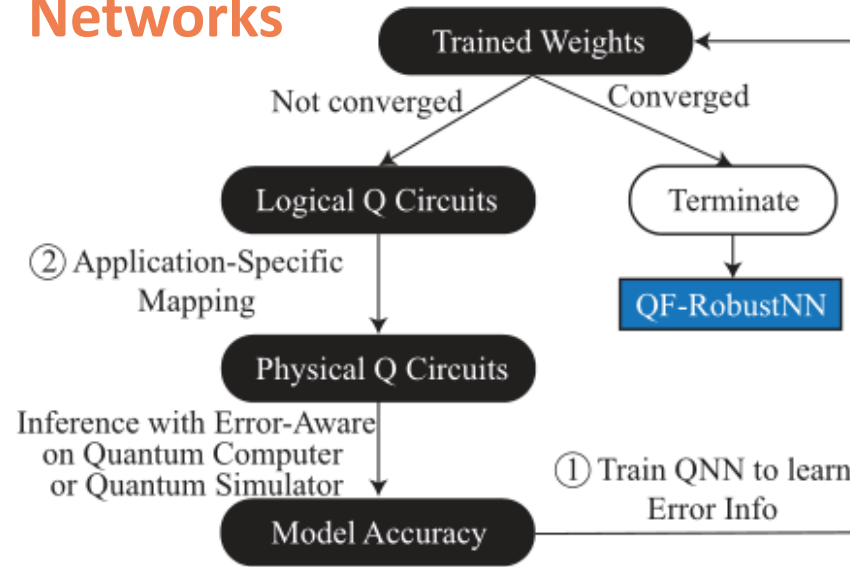 Networks
Trained Weights
Not converged
Converged
Logical Q Circuits
Terminate
② Application-Specific
Mapping
QF-RobustNN
Physical Q Circuits
Inference with Error-Aware
on Quantum Computer
or Quantum Simulator
① Train QNN to learn
Error Info
Model Accuracy